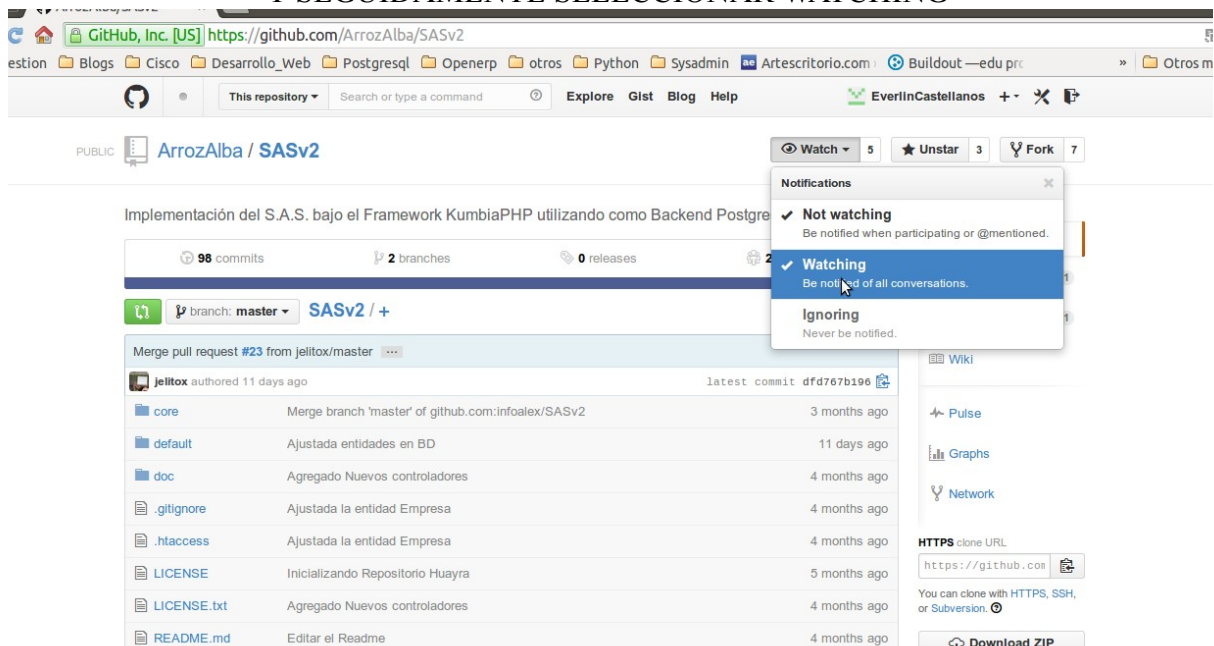 Y SEGUIDAMENTE SELECCIONAR WATCHING
GitHub, Inc. [US] https://github.com/ArrozAlba/SASv2
estion Blogs Cisco Desarrollo_Web Postgresql Openerp otros Python Sysadmin Artescritorio.com Buildout —edu pro » Otros m
This repository Search or type a command Explore Gist Blog Help EverlinCastellanos
PUBLIC ArrozAlba / SASv2 Watch 5 Unstar 3 Fork 7
Notifications
Implementación del S.A.S. bajo el Framework KumbiaPHP utilizando como Backend Postgre
Not watching
Be notified when participating or @mentioned.
98 commits 2 branches 0 releases 2
Watching
Be notified of all conversations.
Ignoring
Never be notified.
branch: master SASv2 / +
Merge pull request #23 from jelitox/master ...
Wiki
jelitox authored 11 days ago latest commit dfd767b196
core Merge branch 'master' of github.com:infoalex/SASv2 3 months ago
Pulse
default Ajustada entidades en BD 11 days ago
Graphs
doc Agregado Nuevos controladores 4 months ago
Network
.gitignore Ajustada la entidad Empresa 4 months ago
.htaccess Ajustada la entidad Empresa 4 months ago
HTTPS clone URL
https://github.com
LICENSE Inicializando Repositorio Huayra 5 months ago
You can clone with HTTPS, SSH,
or Subversion.
LICENSE.txt Agregado Nuevos controladores 4 months ago
README.md Editar el Readme 4 months ago
Download ZIP